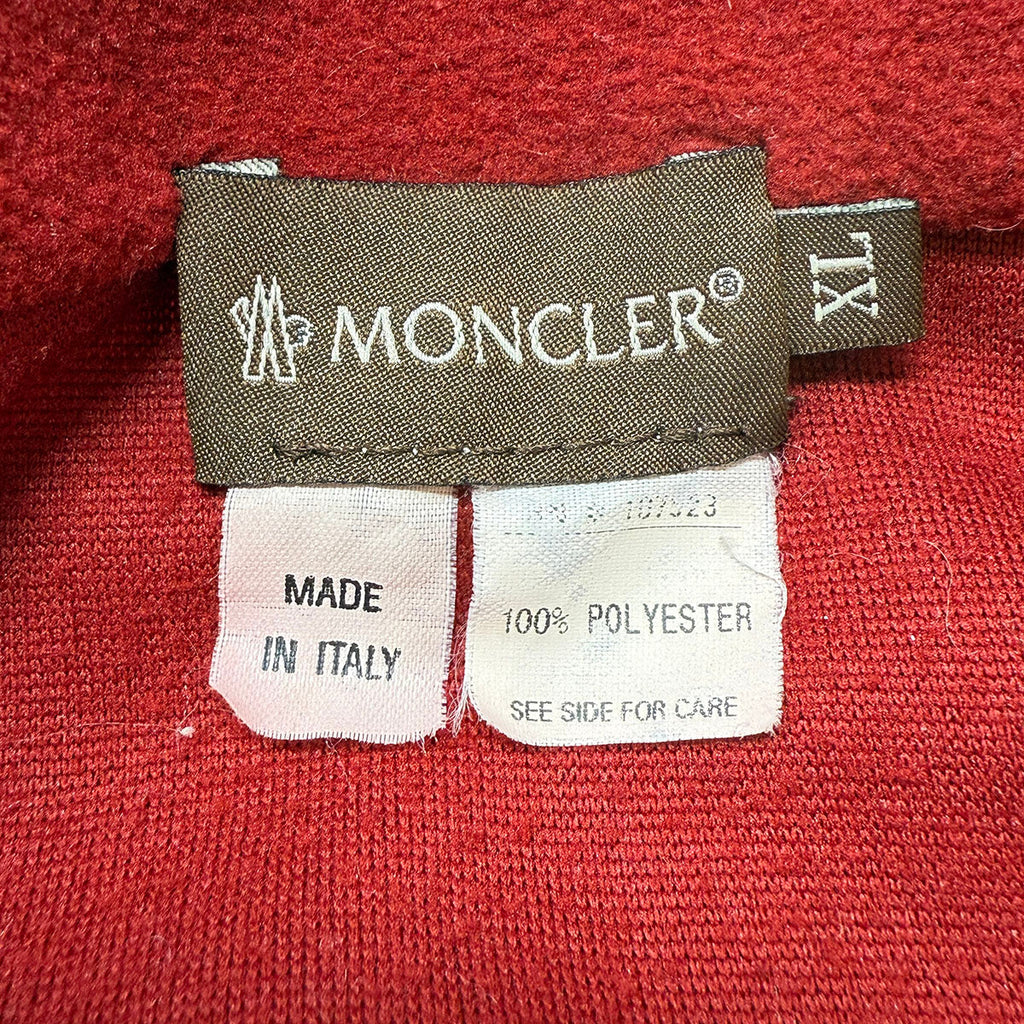 MONCLER®
XL
MADE
IN ITALY
100% POLYESTER
SEE SIDE FOR CARE